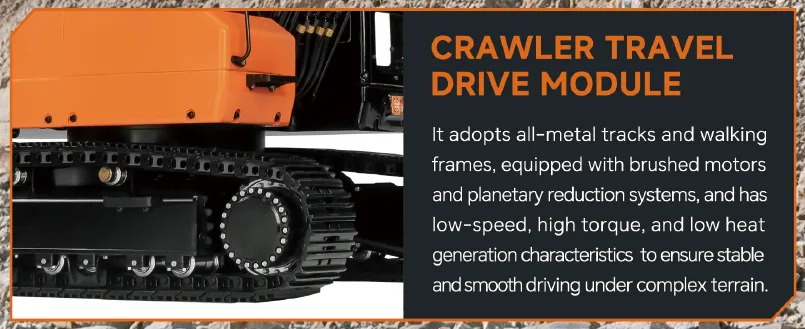 CRAWLER TRAVEL
DRIVE MODULE
It adopts all-metal tracks and walking
frames, equipped with brushed motors
and planetary reduction systems, and has
low-speed, high torque, and low heat
generation characteristics to ensure stable
and smooth driving under complex terrain.